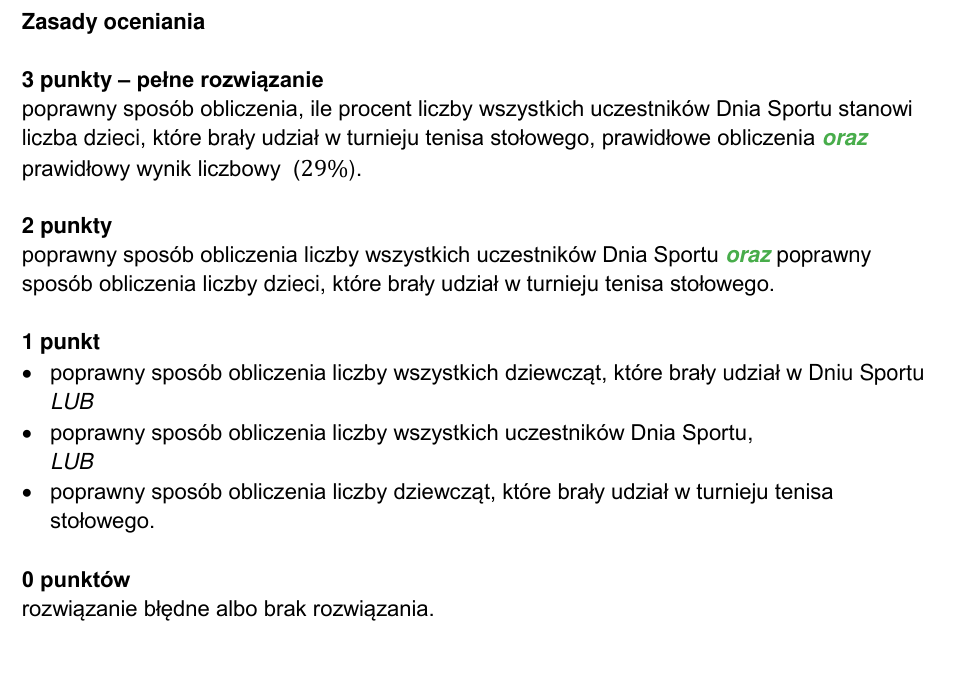 Zasady oceniania
3 punkty – pełne rozwiązanie
poprawny sposób obliczenia, ile procent liczby wszystkich uczestników Dnia Sportu stanowi
liczba dzieci, które brały udział w turnieju tenisa stołowego, prawidłowe obliczenia oraz
prawidłowy wynik liczbowy (29%).
2 punkty
poprawny sposób obliczenia liczby wszystkich uczestników Dnia Sportu oraz poprawny
sposób obliczenia liczby dzieci, które brały udział w turnieju tenisa stołowego.
1 punkt
• poprawny sposób obliczenia liczby wszystkich dziewcząt, które brały udział w Dniu Sportu
LUB
• poprawny sposób obliczenia liczby wszystkich uczestników Dnia Sportu,
LUB
• poprawny sposób obliczenia liczby dziewcząt, które brały udział w turnieju tenisa
stołowego.
0 punktów
rozwiązanie błędne albo brak rozwiązania.